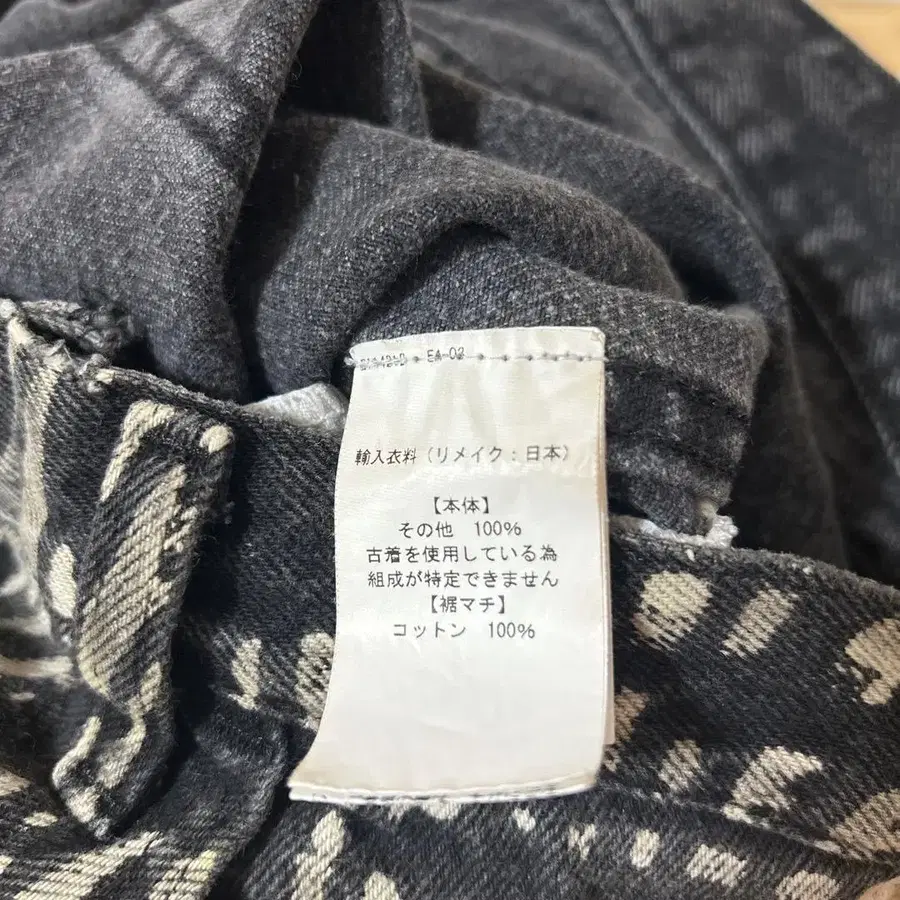 EA-02
輸入衣料（リメイク：日本）
【本体】
その他 100%
古着を使用している為
組成が特定できません
【裾マチ】
コットン 100%